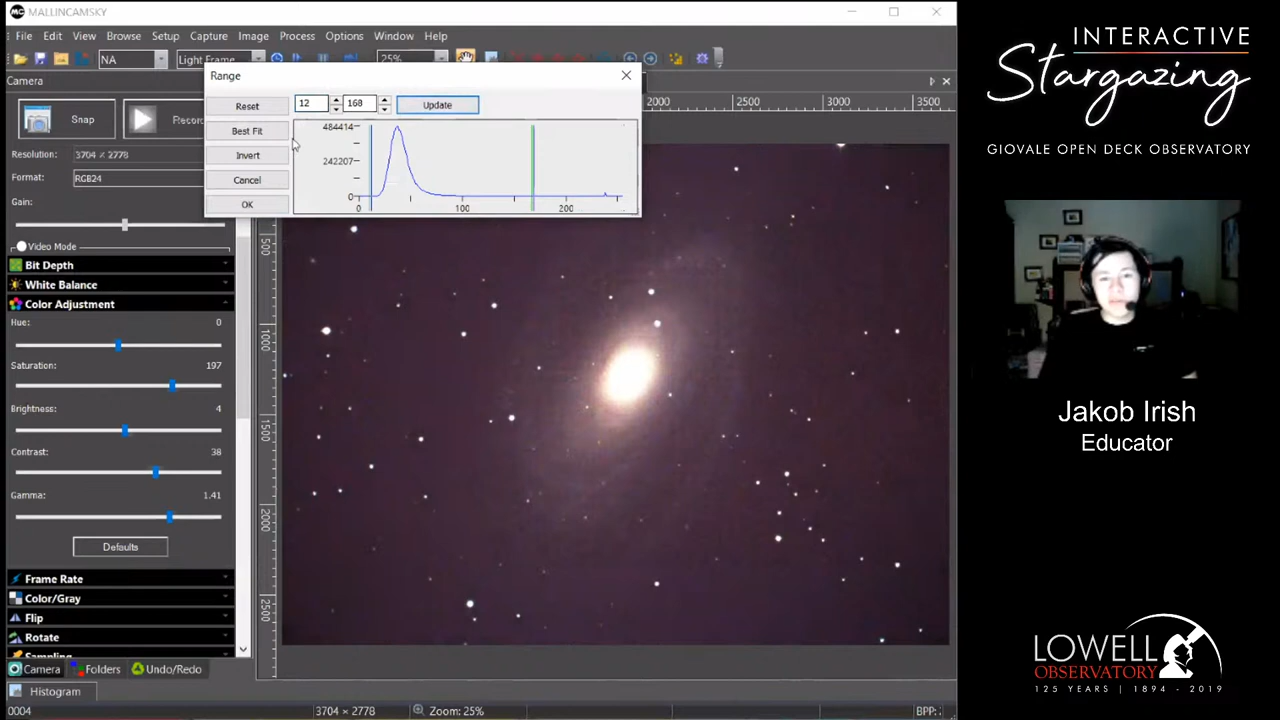 MALLINCAMSKY
File Edit View Browse Setup Capture Image Process Options Window Help
NA Light Frame 25%
Camera
Range
Reset 12 168 Update
Best Fit
Invert
Cancel
OK
484414
242207
0
0 100 200
Snap
Resolution: 3704 × 2778
Format: RGB24
Gain:
Video Mode
Bit Depth
White Balance
Color Adjustment
Hue: 0
Saturation: 197
Brightness: 4
Contrast: 38
Gamma: 1.41
Defaults
Frame Rate
Color/Gray
Flip
Rotate
Sampling
Camera Folders Undo/Redo
Histogram
0004 3704 × 2778 Zoom: 25% BPP:
2000 2500 3000 3500
500
1000
1500
2000
2500
INTERACTIVE
Stargazing
GIOVALE OPEN DECK OBSERVATORY
Jakob Irish
Educator
LOWELL
OBSERVATORY
125 YEARS | 1894 - 2019